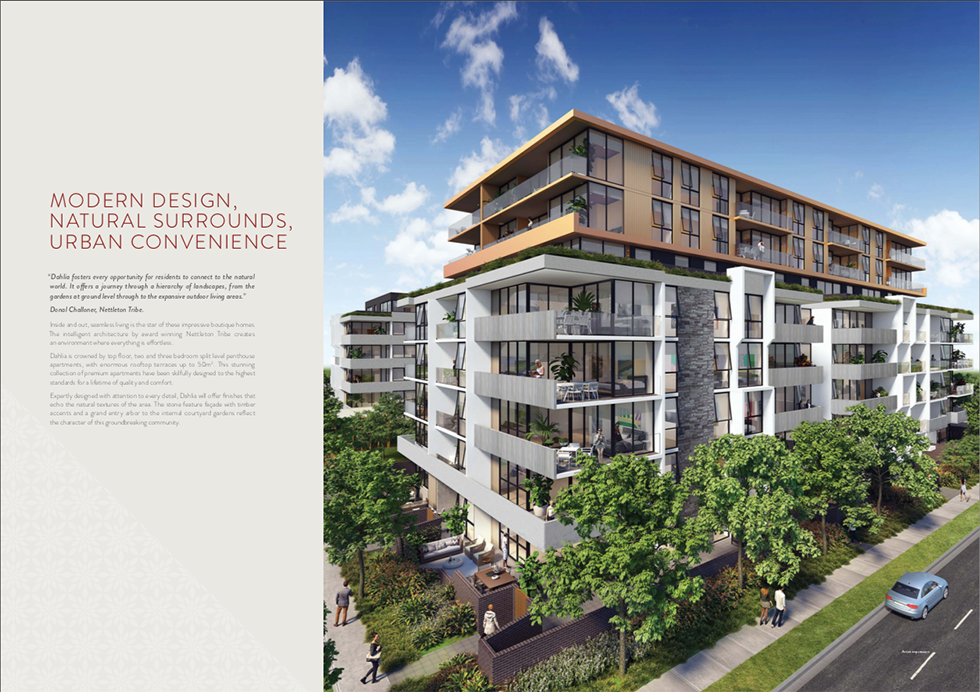 MODERN DESIGN,
NATURAL SURROUNDS,
URBAN CONVENIENCE
“Dahlia fosters every opportunity for residents to connect to the natural
world. It offers a journey through a hierarchy of landscapes, from the
gardens at ground level through to the expansive outdoor living areas.”
Donal Challoner, Nettleton Tribe.
Inside and out, seamless living is the star of these impressive boutique homes.
The intelligent architecture by award winning Nettleton Tribe creates
an environment where everything is effortless.
Dahlia is crowned by top floor, two and three bedroom split level penthouse
apartments, with enormous rooftop terraces up to 50m². This stunning
collection of premium apartments have been skilfully designed to the highest
standards for a lifetime of quality and comfort.
Expertly designed with attention to every detail, Dahlia will offer finishes that
echo the natural textures of the area. The stone feature façade with timber
accents and a grand entry arbor to the internal courtyard gardens reflect
the character of this groundbreaking community.
Artist impression